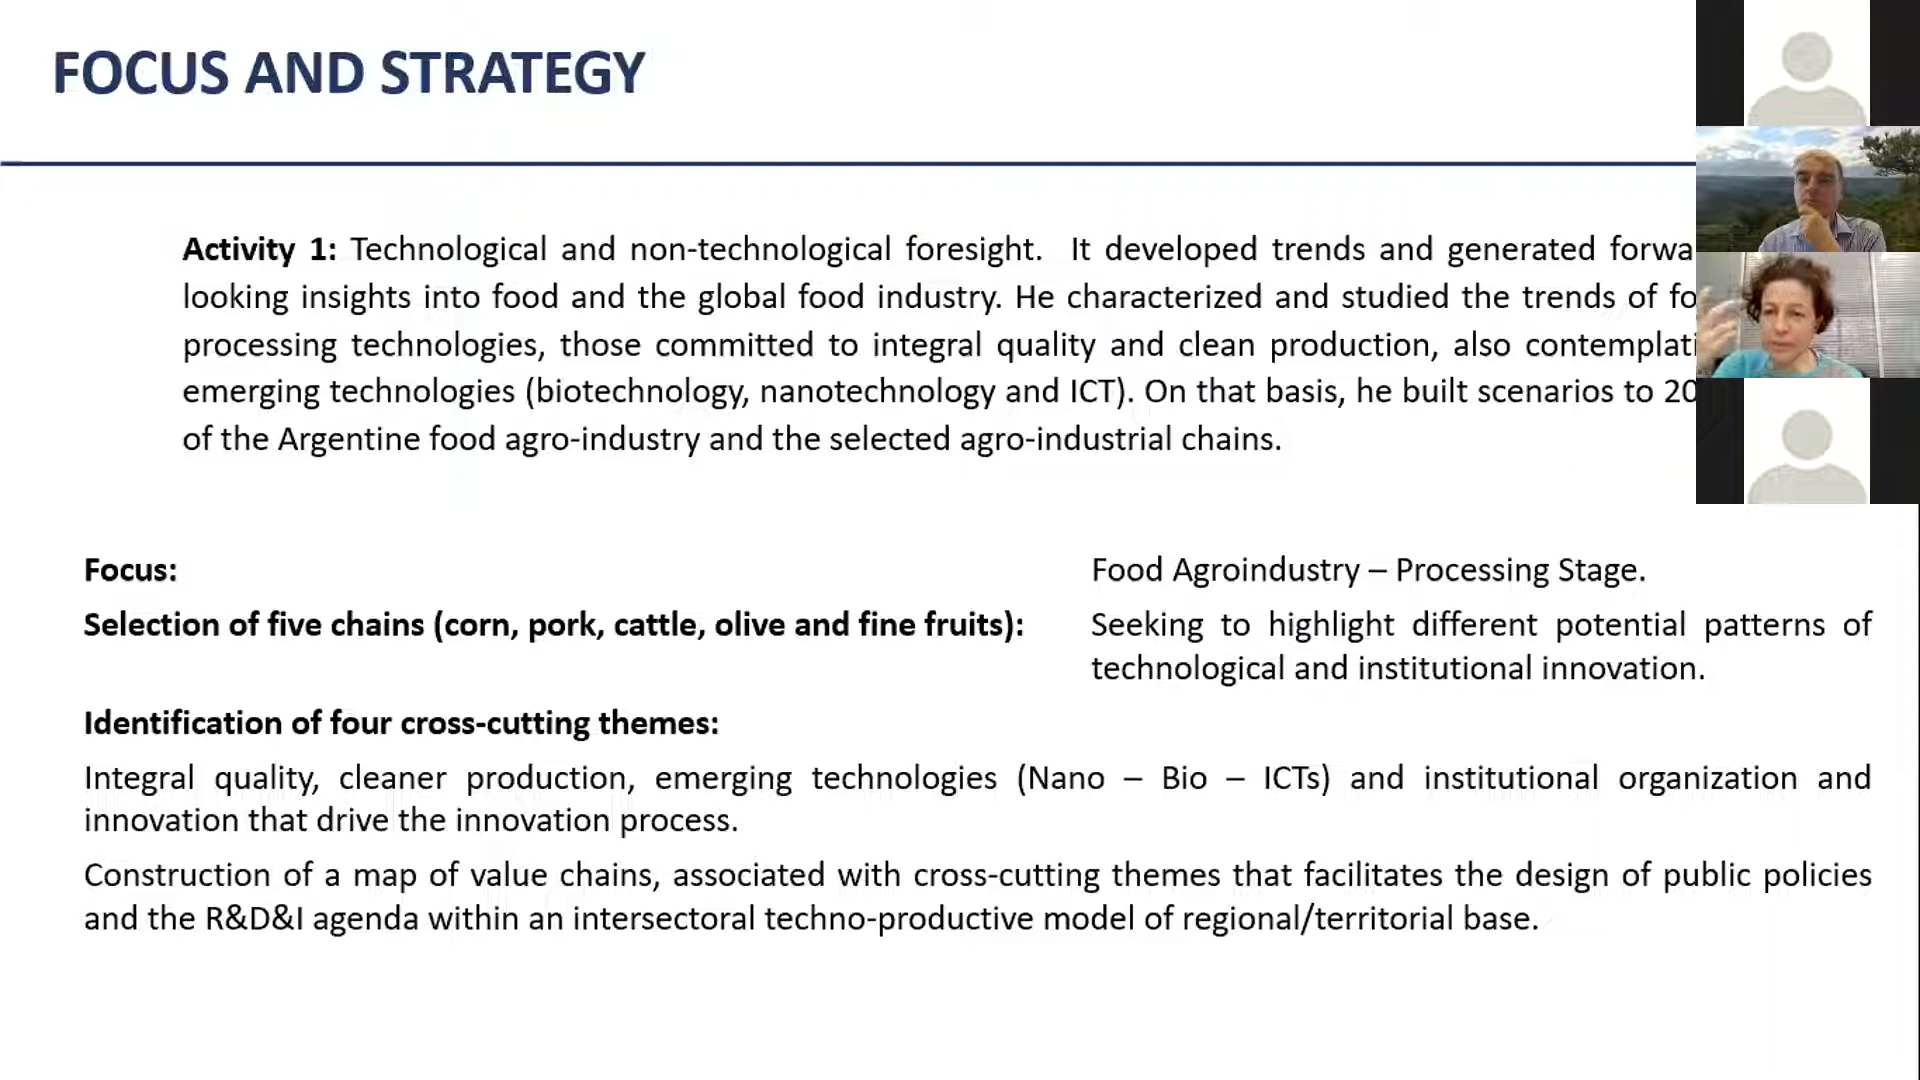 FOCUS AND STRATEGY
Activity 1: Technological and non-technological foresight. It developed trends and generated
looking insights into food and the global food industry. He characterized and studied the trends of
processing technologies, those committed to integral quality and clean production, also
emerging technologies (biotechnology, nanotechnology and ICT). On that basis, he built scenarios to
of the Argentine food agro-industry and the selected agro-industrial chains.
Focus:
Food Agroindustry – Processing Stage.
Selection of five chains (corn, pork, cattle, olive and fine fruits):
Seeking to highlight different potential patterns of
technological and institutional innovation.
Identification of four cross-cutting themes:
Integral quality, cleaner production, emerging technologies (Nano – Bio – ICTs) and institutional organization and
innovation that drive the innovation process.
Construction of a map of value chains, associated with cross-cutting themes that facilitates the design of public policies
and the R&D&I agenda within an intersectoral techno-productive model of regional/territorial base.